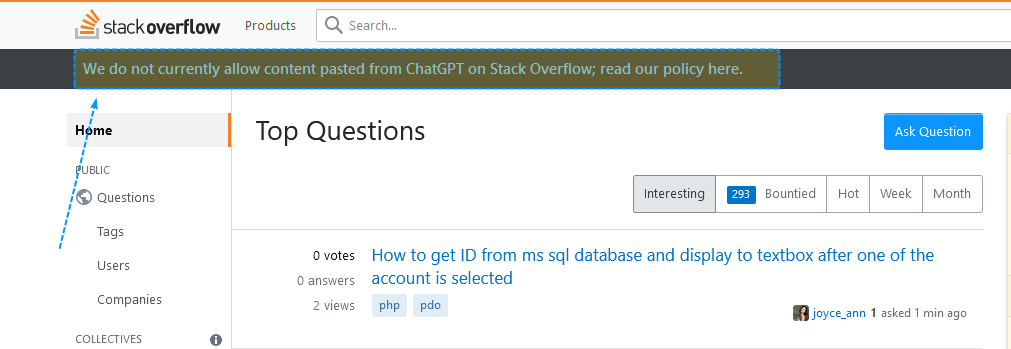 stackoverflow Products Search...
We do not currently allow content pasted from ChatGPT on Stack Overflow; read our policy here.
Home
PUBLIC
Questions
Tags
Users
Companies
COLLECTIVES
Top Questions
Ask Question
Interesting 293 Bountied Hot Week Month
0 votes
0 answers
2 views
How to get ID from ms sql database and display to textbox after one of the
account is selected
php pdo
joyce_ann 1 asked 1 min ago